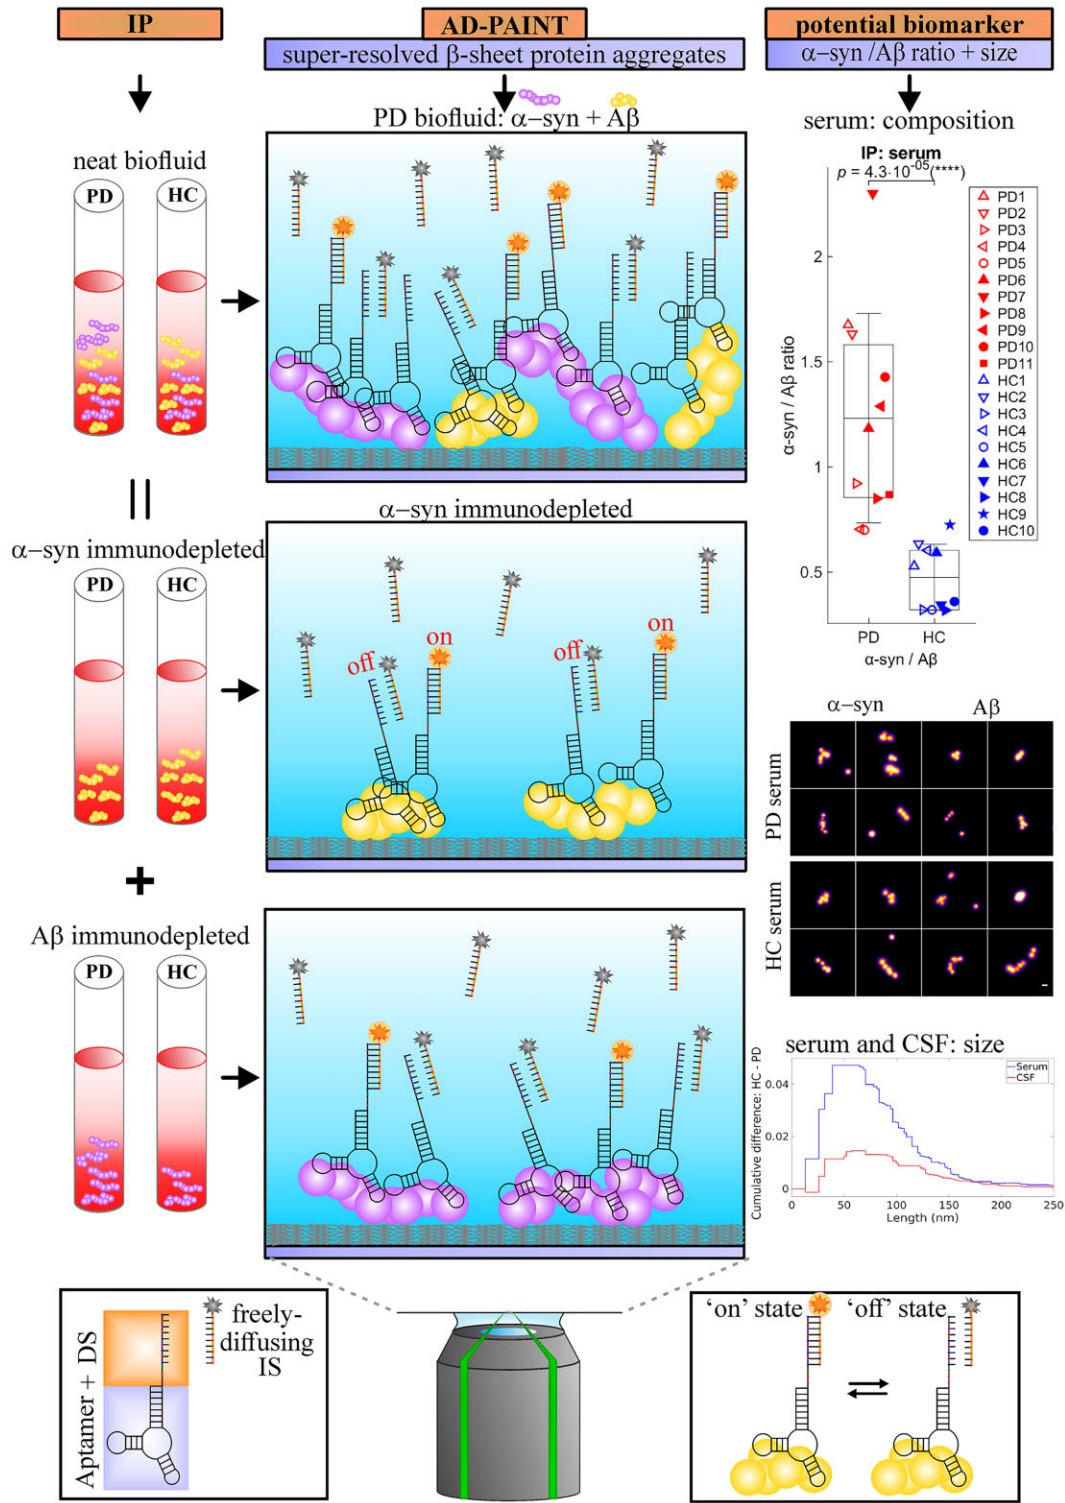 IP
AD-PAINT
super-resolved β-sheet protein aggregates
potential biomarker
α-syn /Aβ ratio + size
neat biofluid
PD
HC
PD biofluid: α-syn + Aβ
serum: composition
IP: serum
p = 4.3·10-05(****)
α-syn / Aβ ratio
2
1.5
1
0.5
PD
HC
α-syn / Aβ
PD1
PD2
PD3
PD4
PD5
PD6
PD7
PD8
PD9
PD10
PD11
HC1
HC2
HC3
HC4
HC5
HC6
HC7
HC8
HC9
HC10
α-syn immunodepleted
PD
HC
α-syn immunodepleted
off
on
off
on
α-syn
Aβ
PD serum
HC serum
+
Aβ immunodepleted
PD
HC
serum and CSF: size
Cumulative difference: HC - PD
0.04
0.02
0
Serum
CSF
0
50
100
150
200
250
Length (nm)
Aptamer + DS
freely-
diffusing
IS
‘on’ state
‘off’ state